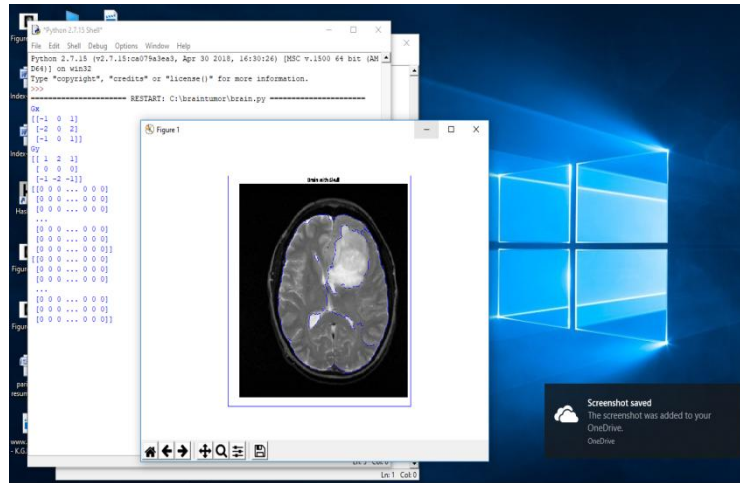 *Python 2.7.15 Shell*
File Edit Shell Debug Options Window Help
Python 2.7.15 (v2.7.15:ca079a3ea3, Apr 30 2018, 16:30:26) [MSC v.1500 64 bit (AM
D64)] on win32
Type "copyright", "credits" or "license()" for more information.
>>>
====================== RESTART: C:\braintumor\brain.py ======================
Gx
[[-1 0 1]
[-2 0 2]
[-1 0 1]]
Gy
[[ 1 2 1]
[ 0 0 0]
[-1 -2 -1]]
[[0 0 0 ... 0 0 0]
[0 0 0 ... 0 0 0]
[0 0 0 ... 0 0 0]
...
[0 0 0 ... 0 0 0]
[0 0 0 ... 0 0 0]
[0 0 0 ... 0 0 0]]
[[0 0 0 ... 0 0 0]
[0 0 0 ... 0 0 0]
[0 0 0 ... 0 0 0]
...
[0 0 0 ... 0 0 0]
[0 0 0 ... 0 0 0]
[0 0 0 ... 0 0 0]]
Figure 1
Brain with Skull
Screenshot saved
The screenshot was added to your
OneDrive.
OneDrive
Ln: 1 Col: 0